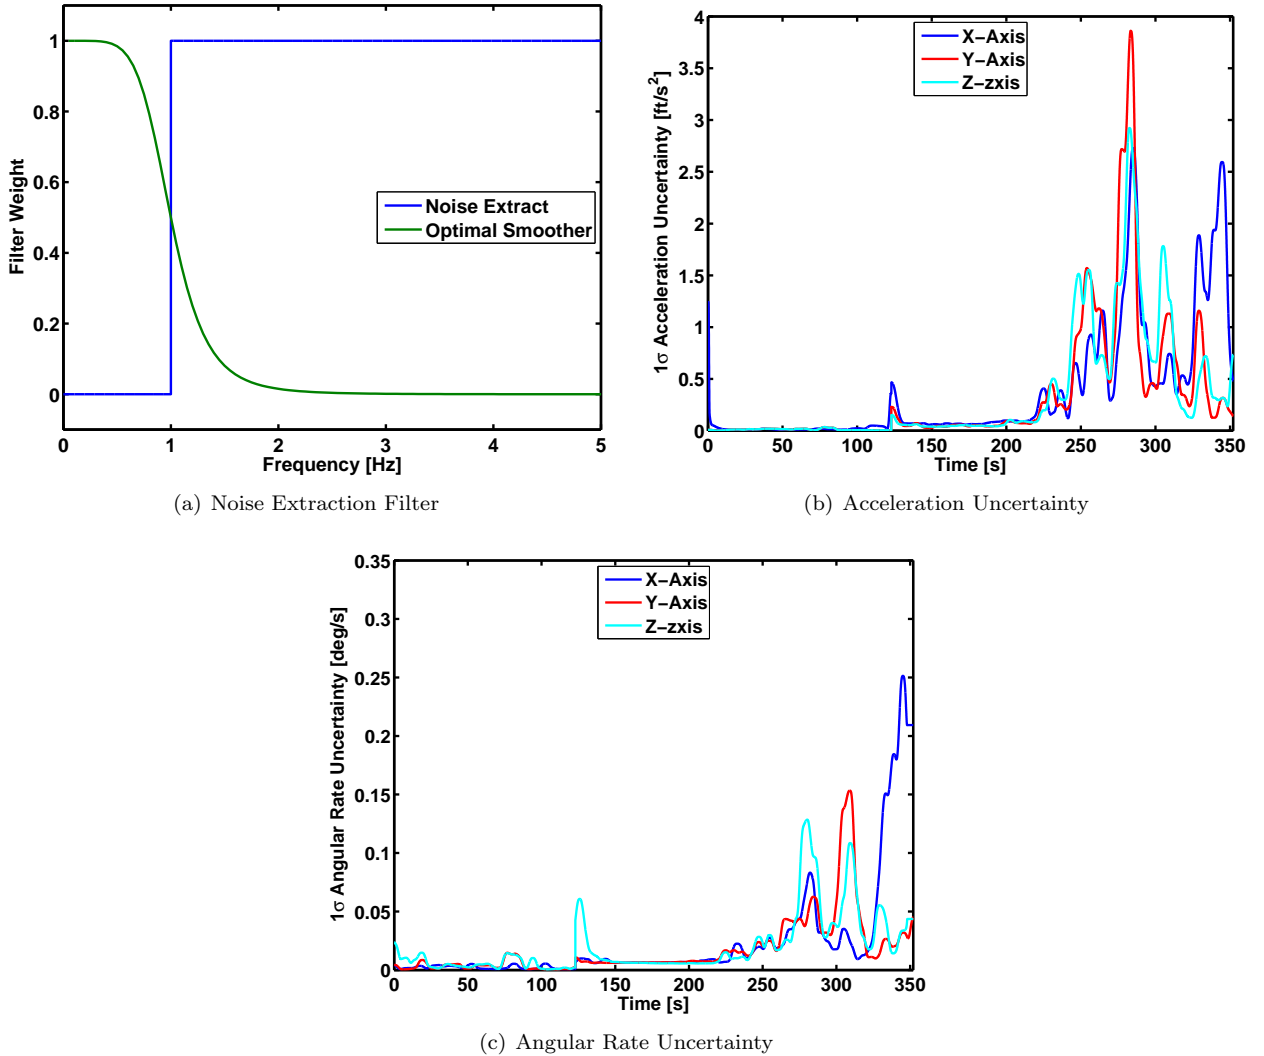 1
0.8
0.6
0.4
0.2
0
Filter Weight
Noise Extract
Optimal Smoother
0 1 2 3 4 5
Frequency [Hz]
(a) Noise Extraction Filter
4
3.5
3
2.5
2
1.5
1
0.5
0
1σ Acceleration Uncertainty [ft/s²]
X-Axis
Y-Axis
Z-zxis
0 50 100 150 200 250 300 350
Time [s]
(b) Acceleration Uncertainty
0.35
0.3
0.25
0.2
0.15
0.1
0.05
0
1σ Angular Rate Uncertainty [deg/s]
X-Axis
Y-Axis
Z-zxis
0 50 100 150 200 250 300 350
Time [s]
(c) Angular Rate Uncertainty